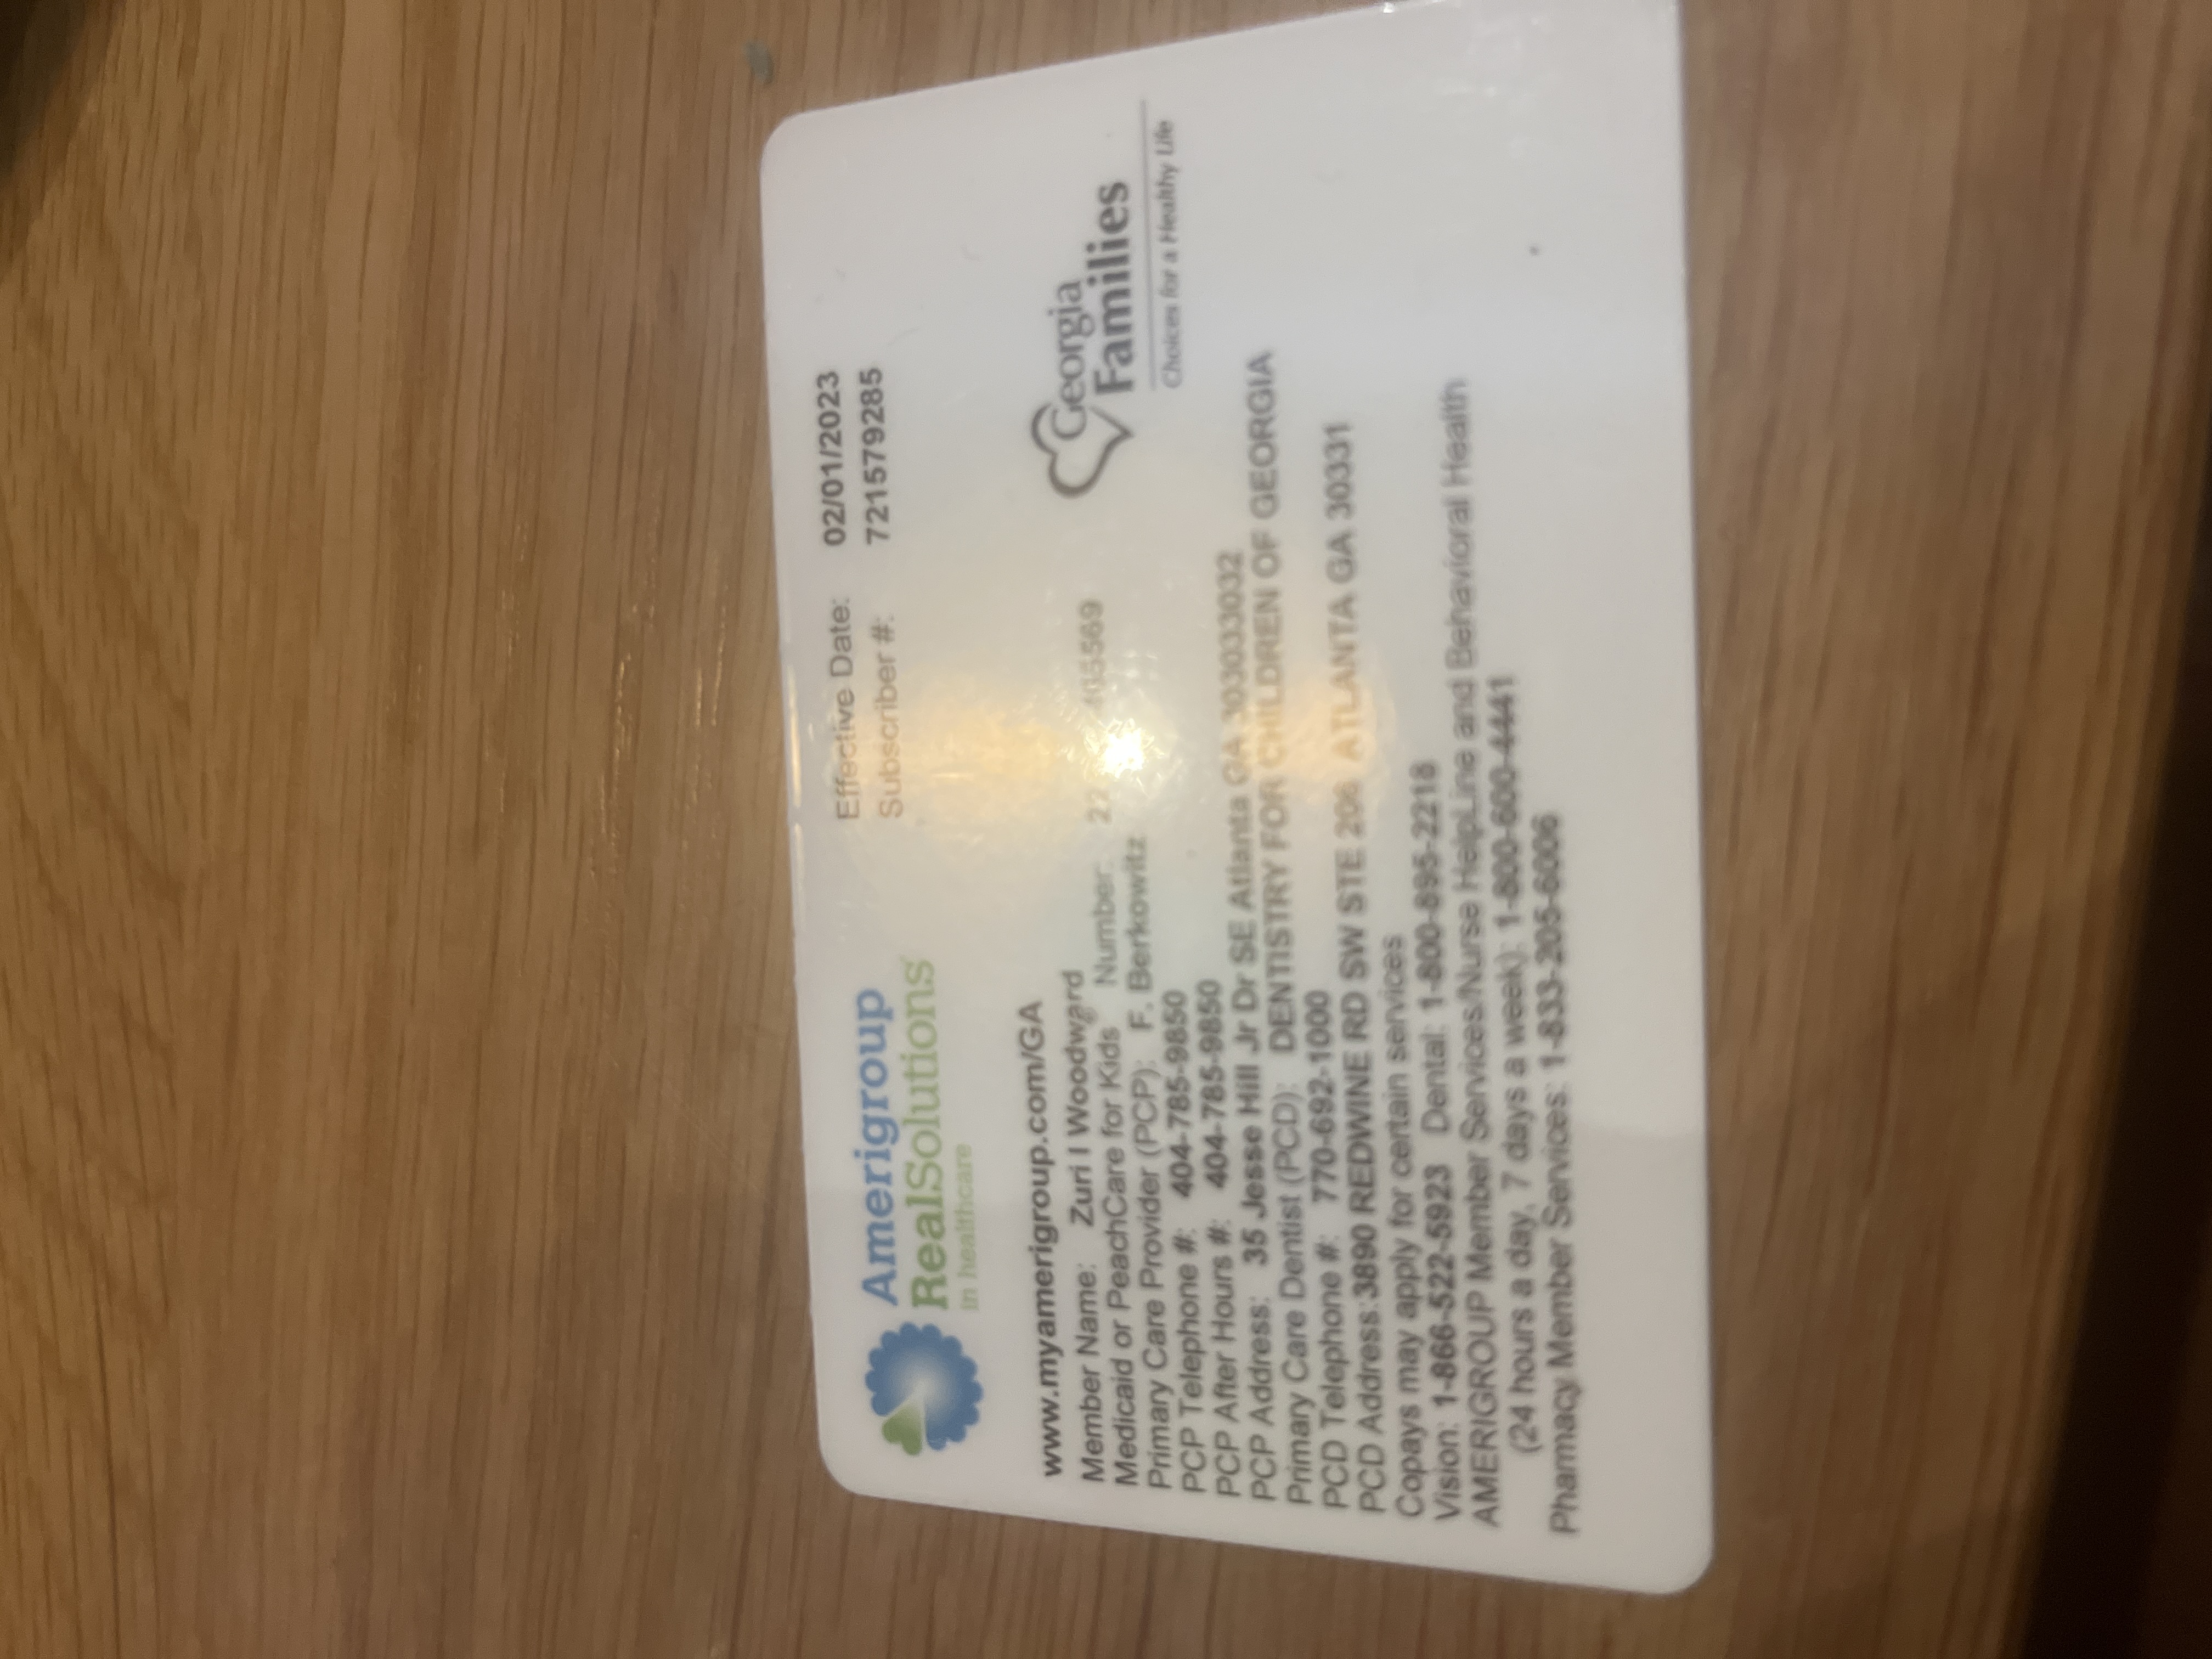 Amerigroup
RealSolutions
in healthcare
Effective Date: 02/01/2023
Subscriber #: 721579285
www.myamerigroup.com/GA
Georgia
Families
Choices for a Healthy Life
Member Name: Zuri I Woodward
Medicaid or PeachCare for Kids Number:
Primary Care Provider (PCP): F. Berkowitz
PCP Telephone #: 404-785-9850
PCP After Hours #: 404-785-9850
PCP Address: 35 Jesse Hill Jr Dr SE Atlanta GA 303033032
Primary Care Dentist (PCD): DENTISTRY FOR CHILDREN OF GEORGIA
PCD Telephone #: 770-692-1000
PCD Address:3890 REDWINE RD SW STE 206 ATLANTA GA 30331
Copays may apply for certain services
Vision: 1-866-522-5923 Dental: 1-800-895-2218
AMERIGROUP Member Services/Nurse HelpLine and Behavioral Health
(24 hours a day, 7 days a week): 1-800-600-4441
Pharmacy Member Services: 1-833-205-6006